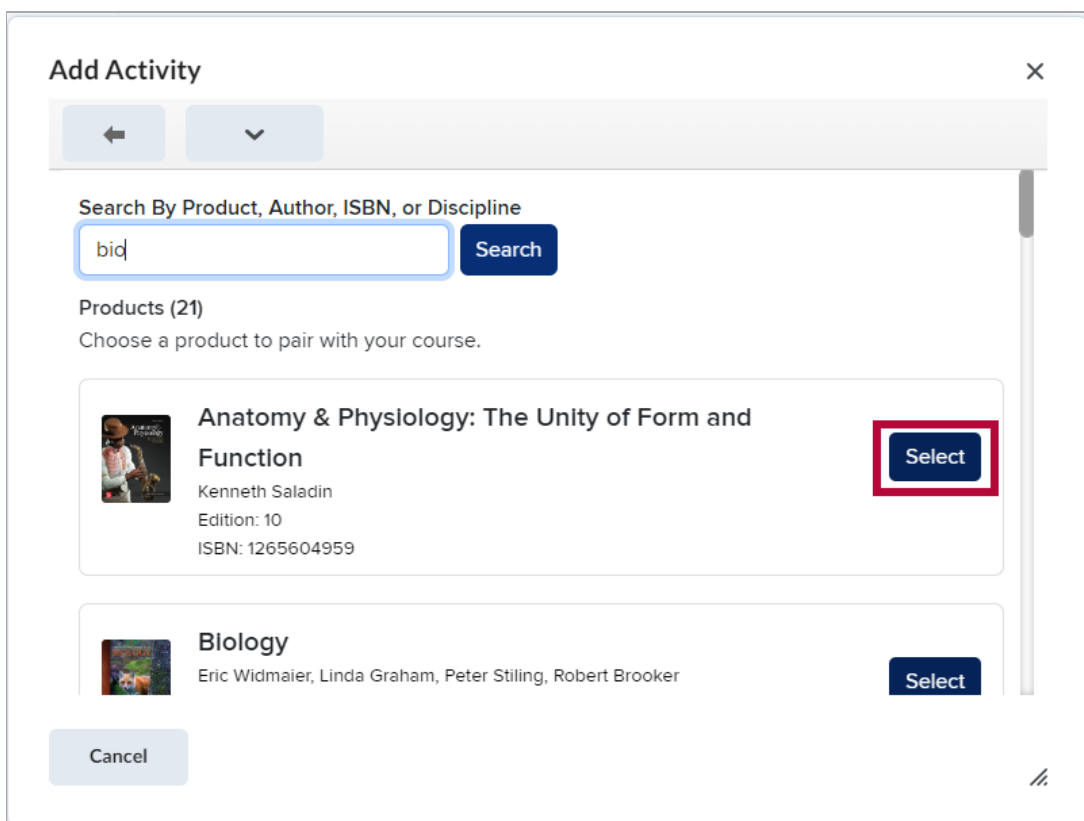 Add Activity
Search By Product, Author, ISBN, or Discipline
bio
Search
Products (21)
Choose a product to pair with your course.
Anatomy & Physiology: The Unity of Form and
Function
Kenneth Saladin
Edition: 10
ISBN: 1265604959
Select
Biology
Eric Widmaier, Linda Graham, Peter Stiling, Robert Brooker
Select
Cancel